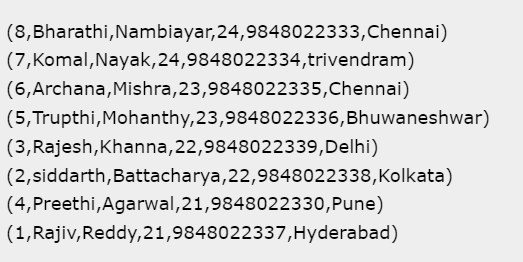 (8,Bharathi,Nambiayar,24,9848022333,Chennai)
(7,Komal,Nayak,24,9848022334,trivendram)
(6,Archana,Mishra,23,9848022335,Chennai)
(5,Trupthi,Mohanthy,23,9848022336,Bhuwaneshwar)
(3,Rajesh,Khanna,22,9848022339,Delhi)
(2,siddarth,Battacharya,22,9848022338,Kolkata)
(4,Preethi,Agarwal,21,9848022330,Pune)
(1,Rajiv,Reddy,21,9848022337,Hyderabad)